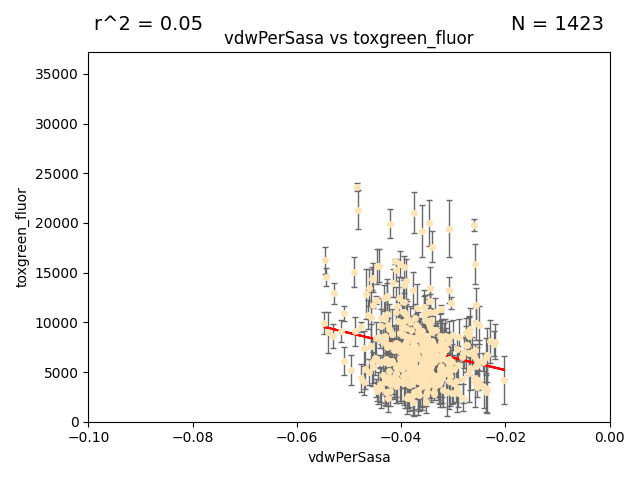 r^2 = 0.05
N = 1423
vdwPerSasa vs toxgreen_fluor
35000
30000
25000
20000
15000
10000
5000
0
toxgreen_fluor
−0.10
−0.08
−0.06
−0.04
−0.02
0.00
vdwPerSasa